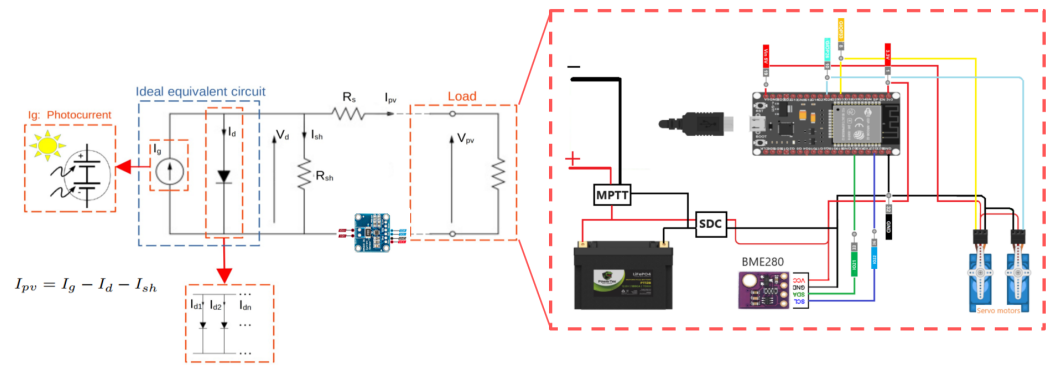 Ideal equivalent circuit
Ig: Photocurrent
Ig
Id
Vd
Ish
Rsh
Rs
Ipv
Load
Vpv
Ipv = Ig − Id − Ish
Id1
Id2
Idn
+
-
−
+
MPTT
SDC
BME280
VCC
GND
SDA
SCL
GND
Servo motors